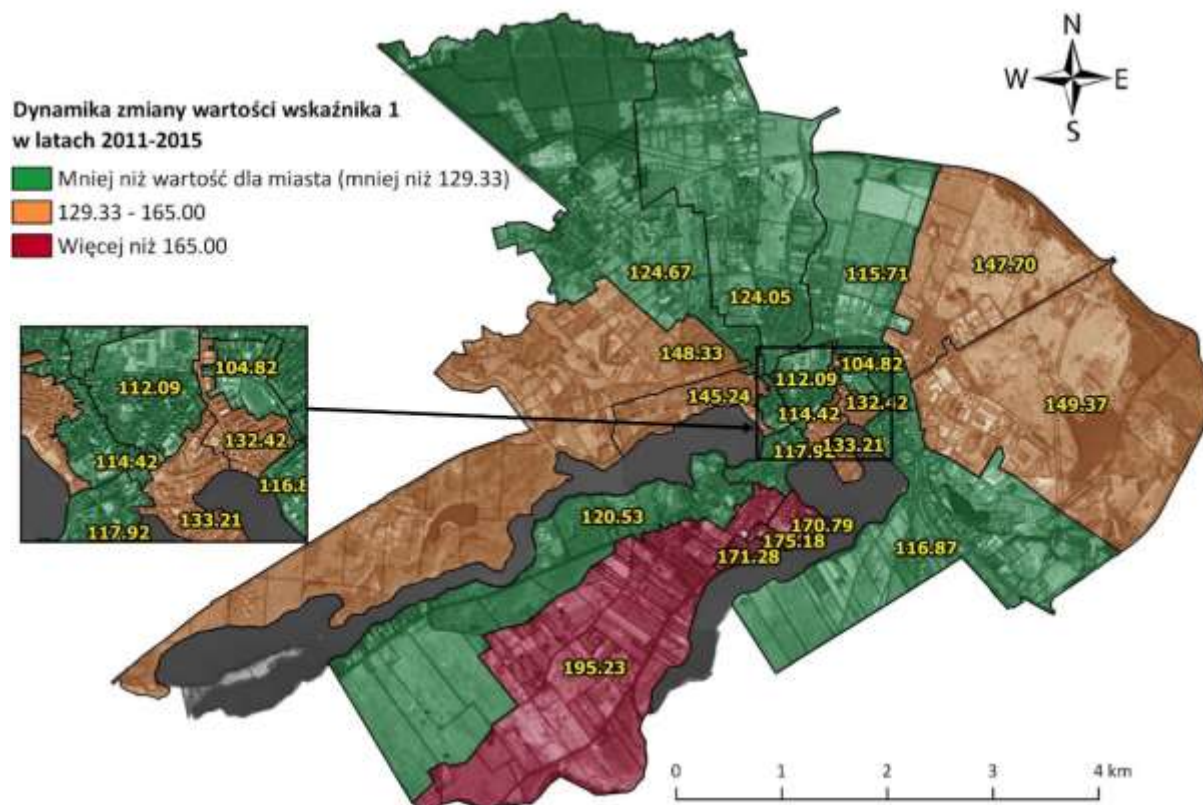 N
W E
S
Dynamika zmiany wartości wskaźnika 1
w latach 2011-2015
Mniej niż wartość dla miasta (mniej niż 129.33)
129.33 - 165.00
Więcej niż 165.00
124.67
124.05
115.71
147.70
148.33
145.24
112.09
104.82
114.42
132.42
117.92
133.21
149.37
112.09
104.82
132.42
114.42
116.8
133.21
117.92
120.53
170.79
175.18
171.28
116.87
195.23
0 1 2 3 4 km